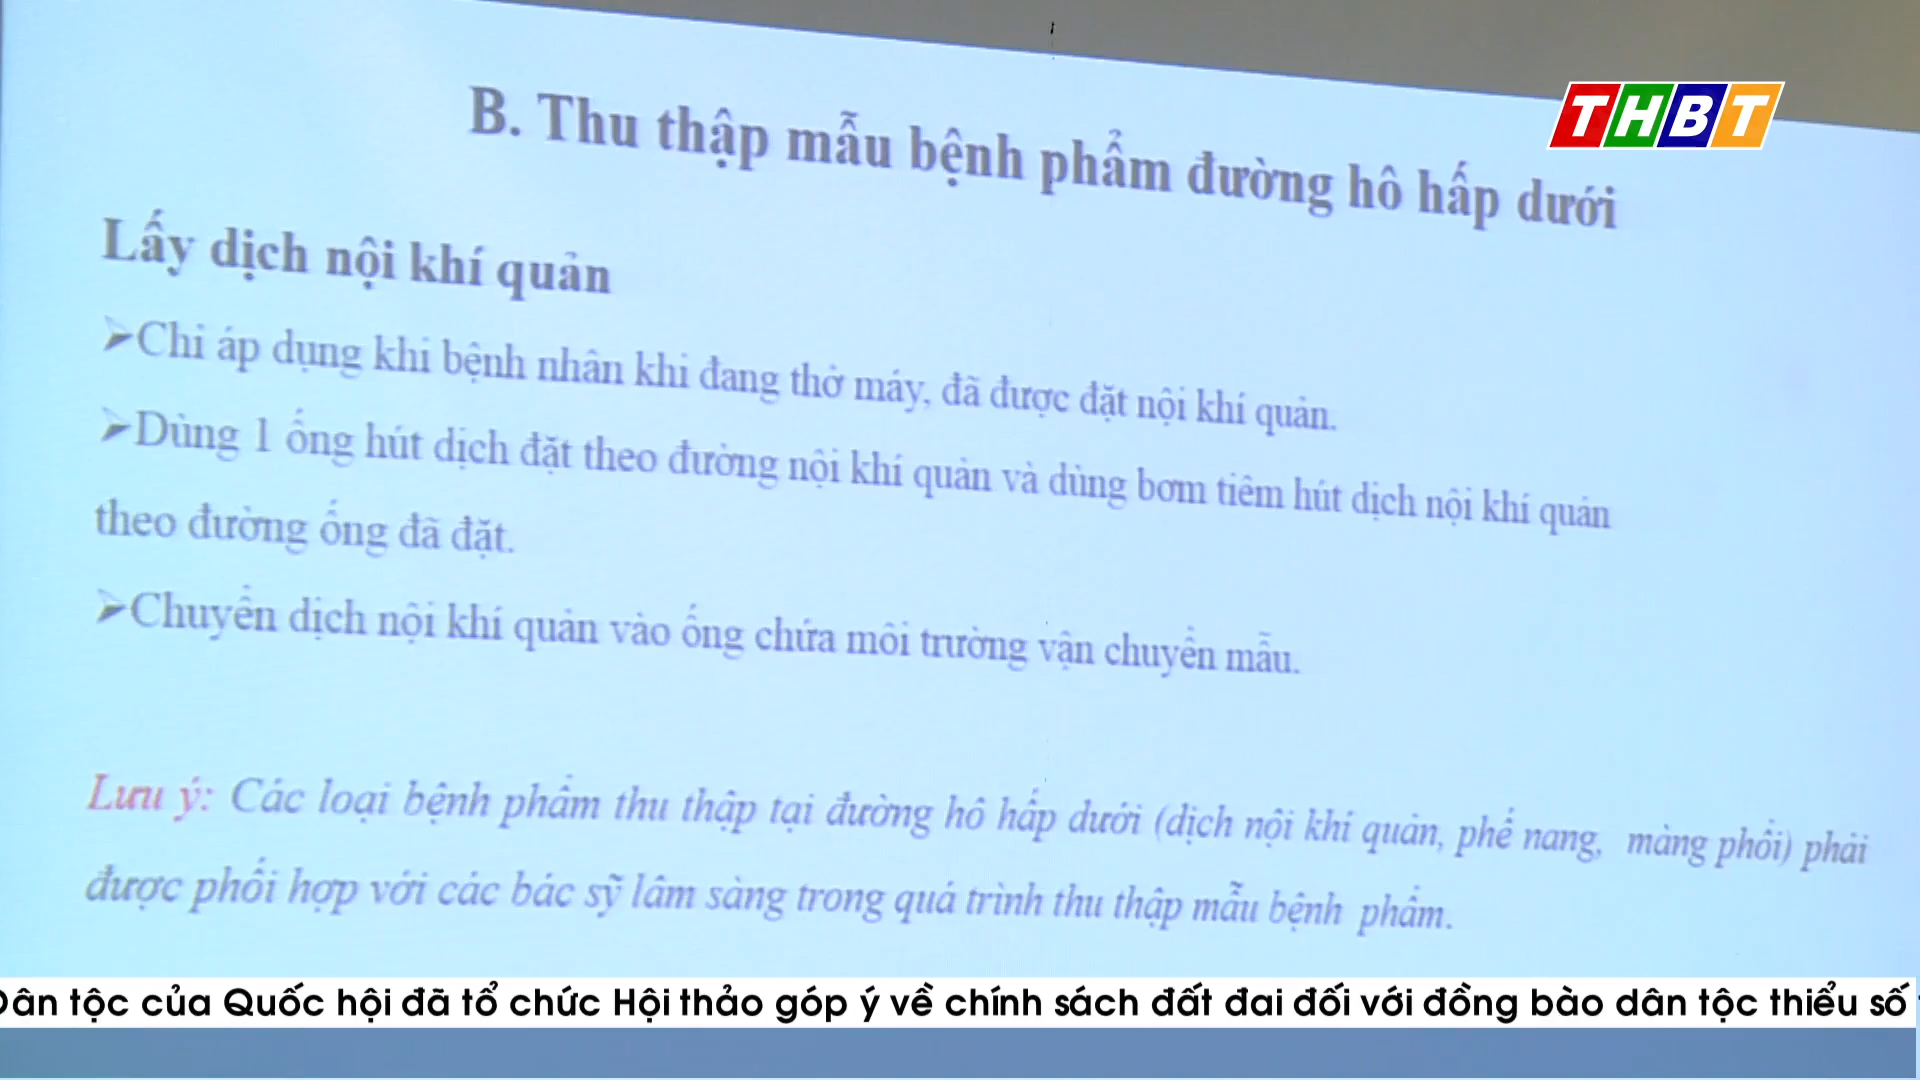 THBT
B. Thu thập mẫu bệnh phẩm đường hô hấp dưới
Lấy dịch nội khí quản
➢Chỉ áp dụng khi bệnh nhân khi đang thở máy, đã được đặt nội khí quản.
➢Dùng 1 ống hút dịch đặt theo đường nội khí quản và dùng bơm tiêm hút dịch nội khí quản
theo đường ống đã đặt.
➢Chuyển dịch nội khí quản vào ống chứa môi trường vận chuyển mẫu.
Lưu ý: Các loại bệnh phẩm thu thập tại đường hô hấp dưới (dịch nội khí quản, phế nang, màng phổi) phải
được phối hợp với các bác sỹ lâm sàng trong quá trình thu thập mẫu bệnh phẩm.
Dân tộc của Quốc hội đã tổ chức Hội thảo góp ý về chính sách đất đai đối với đồng bào dân tộc thiểu số